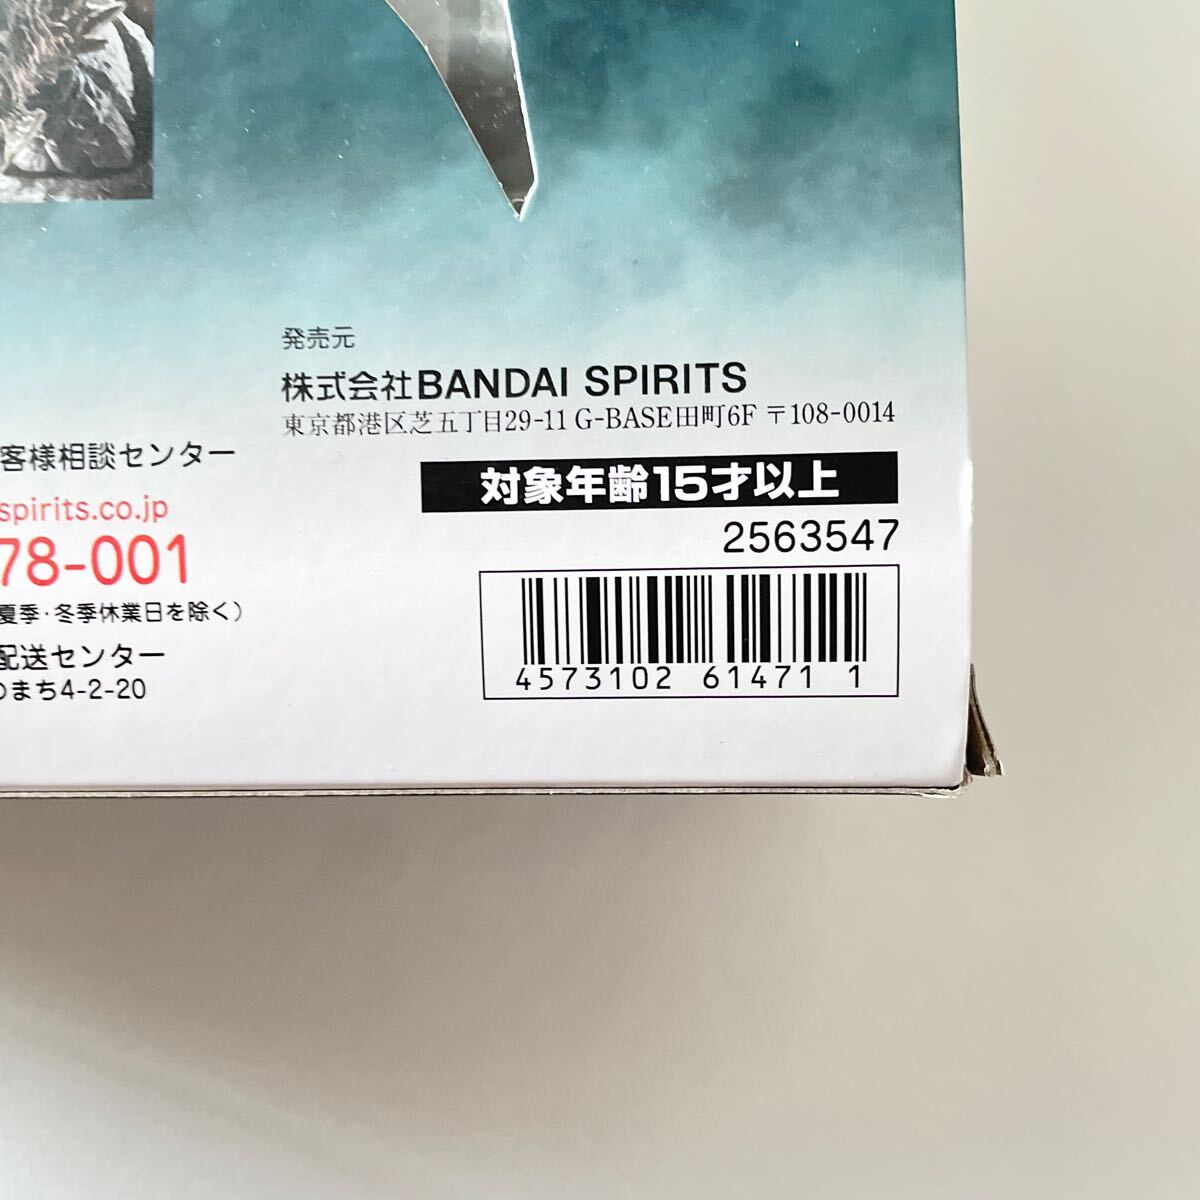 発売元
株式会社BANDAI SPIRITS
東京都港区芝五丁目29-11 G-BASE田町6F 〒108-0014
客様相談センター
spirits.co.jp
78-001
夏季·冬季休業日を除く）
配送センター
のまち4-2-20
対象年齢15才以上
2563547
4573102 61471 1